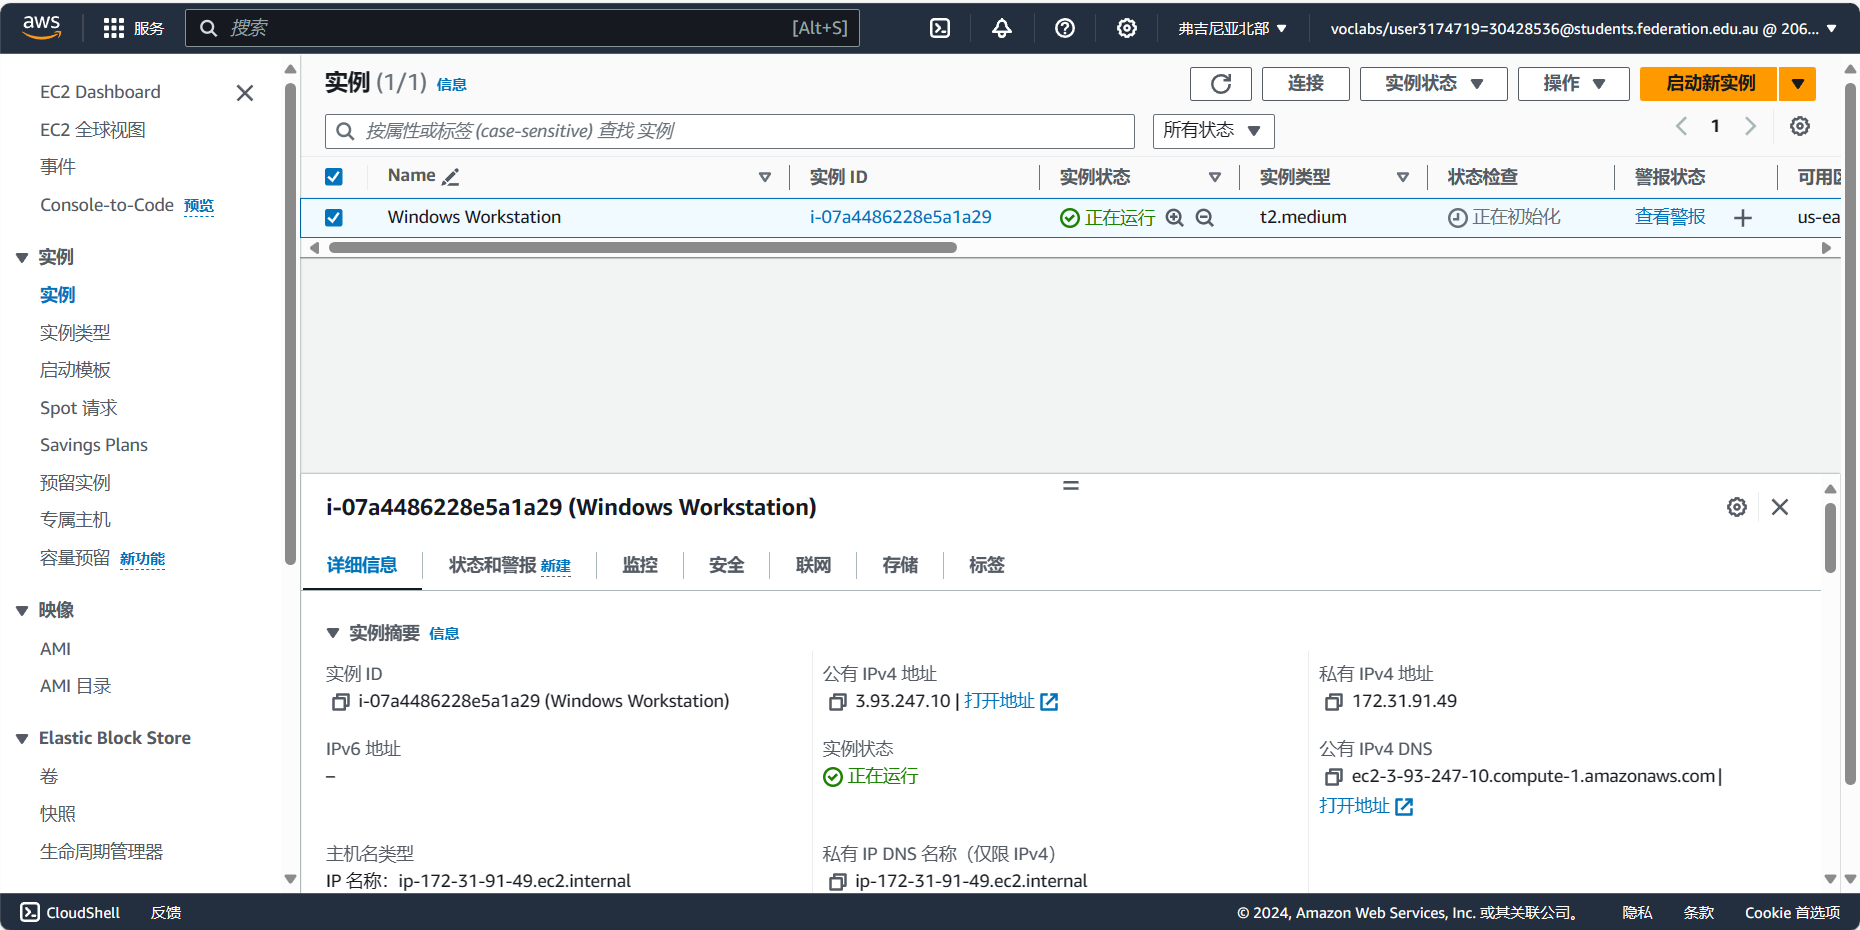 aws
服务
搜索
[Alt+S]
弗吉尼亚北部
voclabs/user3174719=30428536@students.federation.edu.au @ 206...
EC2 Dashboard
EC2 全球视图
事件
Console-to-Code 预览
实例
实例
实例类型
启动模板
Spot 请求
Savings Plans
预留实例
专属主机
容量预留 新功能
映像
AMI
AMI 目录
Elastic Block Store
卷
快照
生命周期管理器
实例 (1/1) 信息
连接
实例状态
操作
启动新实例
按属性或标签 (case-sensitive) 查找 实例
所有状态
1
Name
实例 ID
实例状态
实例类型
状态检查
警报状态
可用区
Windows Workstation
i-07a4486228e5a1a29
正在运行
t2.medium
正在初始化
查看警报
us-ea
i-07a4486228e5a1a29 (Windows Workstation)
详细信息
状态和警报 新建
监控
安全
联网
存储
标签
实例摘要 信息
实例 ID
i-07a4486228e5a1a29 (Windows Workstation)
公有 IPv4 地址
3.93.247.10 | 打开地址
私有 IPv4 地址
172.31.91.49
IPv6 地址
–
实例状态
正在运行
公有 IPv4 DNS
ec2-3-93-247-10.compute-1.amazonaws.com |
打开地址
主机名类型
IP 名称：ip-172-31-91-49.ec2.internal
私有 IP DNS 名称（仅限 IPv4）
ip-172-31-91-49.ec2.internal
CloudShell
反馈
© 2024, Amazon Web Services, Inc. 或其关联公司。
隐私
条款
Cookie 首选项